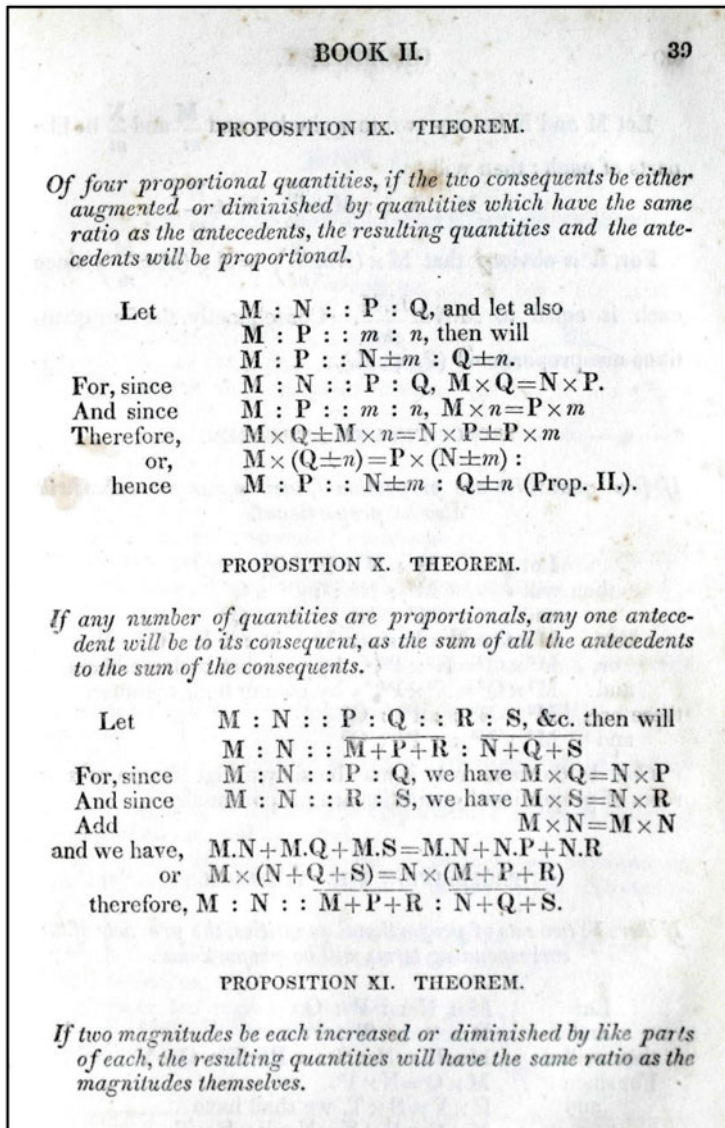 BOOK II. 39
PROPOSITION IX. THEOREM.
Of four proportional quantities, if the two consequents be either
augmented or diminished by quantities which have the same
ratio as the antecedents, the resulting quantities and the ante-
cedents will be proportional.
Let M : N : : P : Q, and let also
M : P : : m : n, then will
M : P : : N±m : Q±n.
For, since M : N : : P : Q, M×Q=N×P.
And since M : P : : m : n, M×n=P×m
Therefore, M×Q±M×n=N×P±P×m
or, M×(Q±n)=P×(N±m) :
hence M : P : : N±m : Q±n (Prop. II.).
PROPOSITION X. THEOREM.
If any number of quantities are proportionals, any one antece-
dent will be to its consequent, as the sum of all the antecedents
to the sum of the consequents.
Let M : N : : P : Q : : R : S, &c. then will
M : N : : M+P+R : N+Q+S
For, since M : N : : P : Q, we have M×Q=N×P
And since M : N : : R : S, we have M×S=N×R
Add M×N=M×N
and we have, M.N+M.Q+M.S=M.N+N.P+N.R
or M×(N+Q+S)=N×(M+P+R)
therefore, M : N : : M+P+R : N+Q+S.
PROPOSITION XI. THEOREM.
If two magnitudes be each increased or diminished by like parts
of each, the resulting quantities will have the same ratio as the
magnitudes themselves.